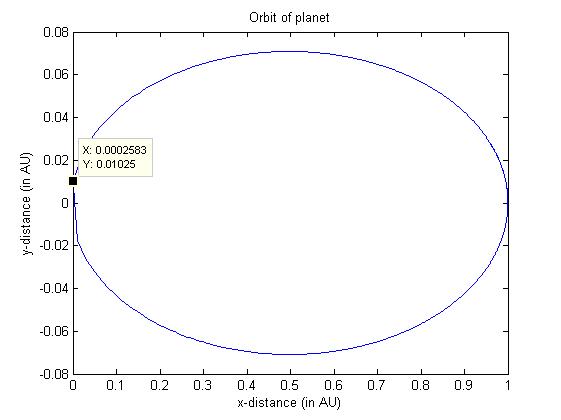 Orbit of planet
0.08
0.06
0.04
0.02
0
-0.02
-0.04
-0.06
-0.08
y-distance (in AU)
X: 0.0002583
Y: 0.01025
0 0.1 0.2 0.3 0.4 0.5 0.6 0.7 0.8 0.9 1
x-distance (in AU)